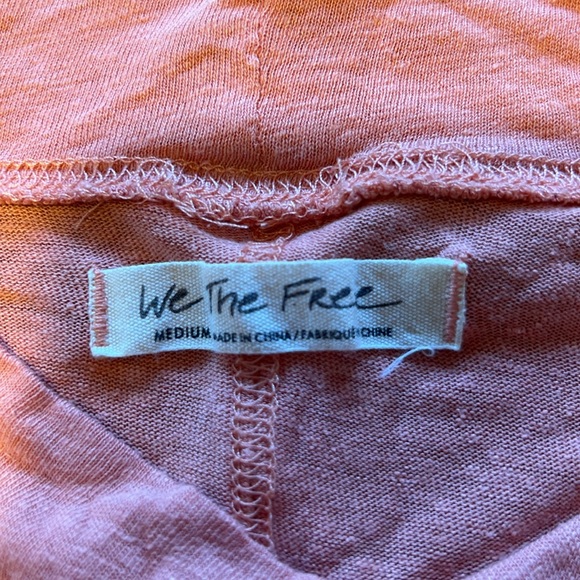 We The Free
MEDIUM MADE IN CHINA / FABRIQUÉ CHINE